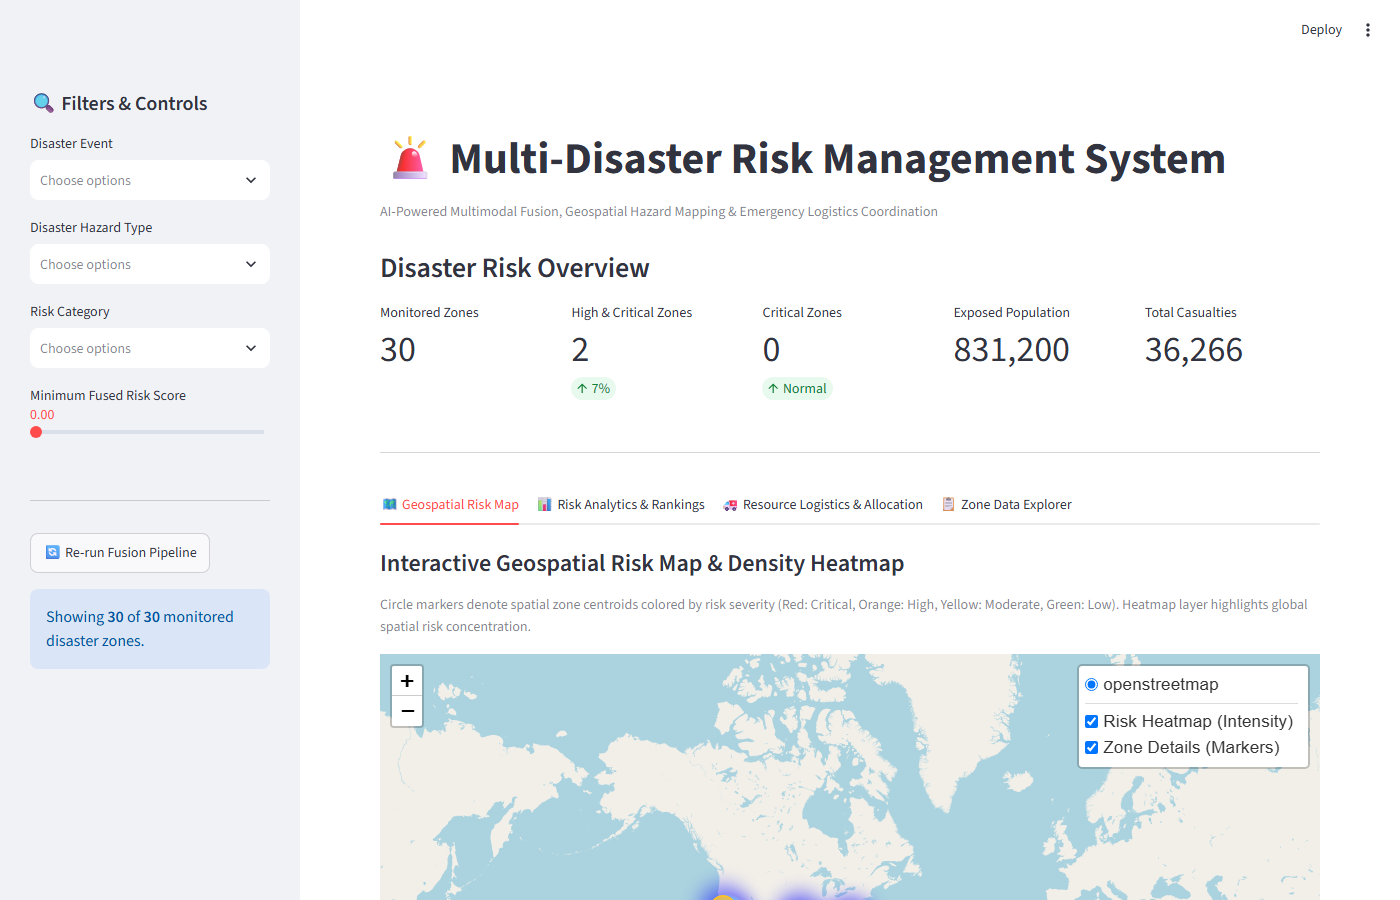 Deploy
Filters & Controls
Disaster Event
Choose options
Disaster Hazard Type
Choose options
Risk Category
Choose options
Minimum Fused Risk Score
0.00
Re-run Fusion Pipeline
Showing 30 of 30 monitored
disaster zones.
Multi-Disaster Risk Management System
AI-Powered Multimodal Fusion, Geospatial Hazard Mapping & Emergency Logistics Coordination
Disaster Risk Overview
Monitored Zones
30
High & Critical Zones
2
↑ 7%
Critical Zones
0
↑ Normal
Exposed Population
831,200
Total Casualties
36,266
Geospatial Risk Map
Risk Analytics & Rankings
Resource Logistics & Allocation
Zone Data Explorer
Interactive Geospatial Risk Map & Density Heatmap
Circle markers denote spatial zone centroids colored by risk severity (Red: Critical, Orange: High, Yellow: Moderate, Green: Low). Heatmap layer highlights global
spatial risk concentration.
+
−
openstreetmap
Risk Heatmap (Intensity)
Zone Details (Markers)